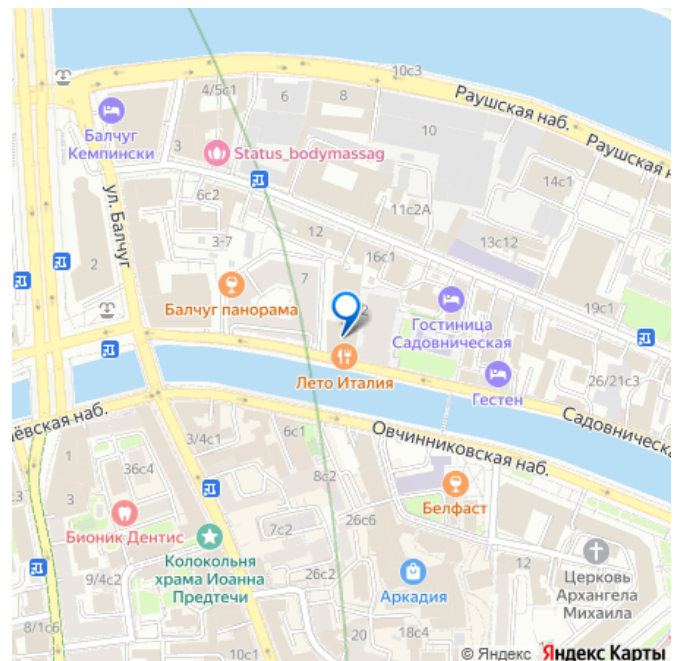 10с3
4/5с1
6
8
Раушская наб.
Раушская н
Балчуг
Кемпински
3
Status_bodymassag
10
14с1
ул. Балчуг
6с2
11с2А
12
13с12
3-7
16с1
2
7
Балчуг панорама
2
Гостиница
Садовническая
19с1
Лето Италия
Гестен
26/21с3
Садовническа
ёвская наб.
Овчинниковская наб.
1
3/4с1
6с1
36с4
8с2
3
Белфаст
Бионик Дентис
7с2
26с6
Колокольня
храма Иоанна
Предтечи
9/4с2
26с2
Аркадия
12
Церковь
Архангела
Михаила
8/1с6
20
18с4
10с1
© Яндекс Яндекс Карты